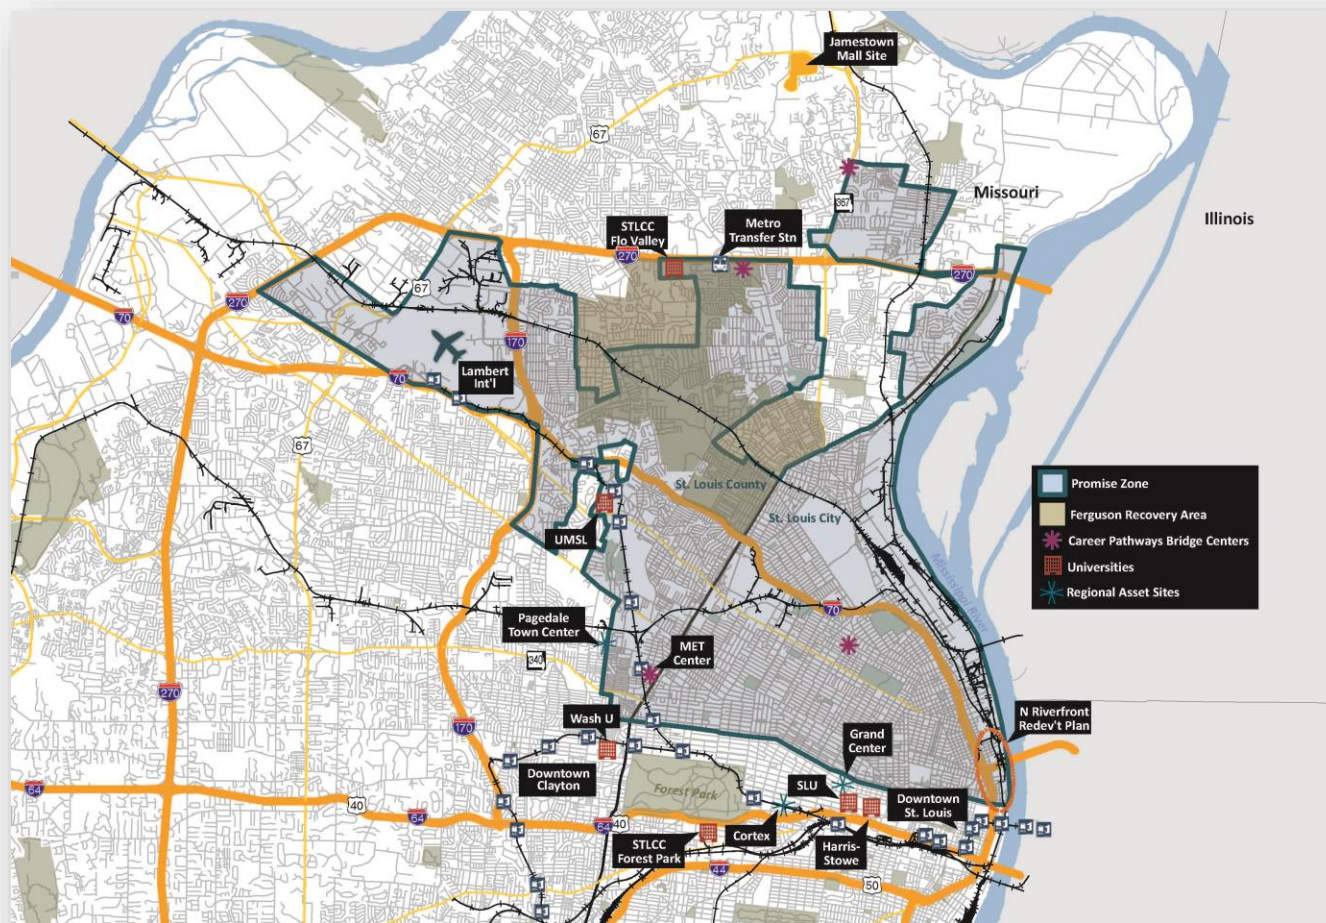 Jamestown
Mall Site
67
Missouri
367
Illinois
STLCC
Flo Valley
Metro
Transfer Stn
270
270
67
270
70
170
Lambert
Int'l
70
67
St. Louis County
St. Louis City
UMSL
Promise Zone
Ferguson Recovery Area
Career Pathways Bridge Centers
Universities
Regional Asset Sites
Mississippi River
70
Pagedale
Town Center
340
MET
Center
270
170
Wash U
Grand
Center
N Riverfront
Redev't Plan
Downtown
Clayton
Forest Park
SLU
Downtown
St. Louis
64
40
64
64
40
STLCC
Forest Park
Cortex
Harris-
Stowe
44
50